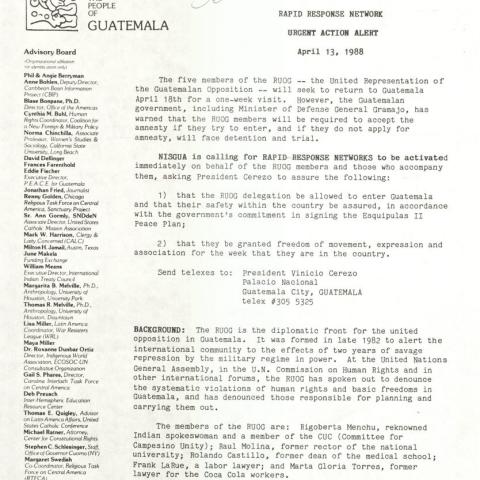 PEOPLE
OF
GUATEMALA
RAPID RESPONSE NETWORK
URGENT ACTION ALERT
April 13, 1988
Advisory Board
(Organizational affiliation
for identification only)
Phil & Angie Berryman
Anne Bohlen, Deputy Director,
Caribbean Basin Information
Project (CBIP)
Blase Bonpane, Ph.D.
Director, Office of the Americas
Cynthia M. Buhl, Human
Rights Coordinator, Coalition for
a New Foreign & Military Policy
Norma Chinchilla, Associate
Professor, Women's Studies &
Sociology, California State
University, Long Beach
David Dellinger
Frances Farenthold
Eddie Fischer
Executive Director,
P.E.A.C.E. for Guatemala
Jonathan Fried, Journalist
Renny Golden, Chicago
Religious Task Force on Central
America, Sanctuary Project
Sr. Ann Gormly, SNDdeN
Associate Director, United States
Catholic Mission Association
Mark W. Harrison, Clergy &
Laity Concerned (CALC)
Milton H. Jamail, Austin, Texas
June Makela
Funding Exchange
William Means
Executive Director, International
Indian Treaty Council
Margarita B. Melville, Ph.D.,
Anthropology, University of
Houston, University Park
Thomas R. Melville, Ph.D.,
Anthropology, University of
Houston, Downtown
Lisa Miller, Latin America
Coordinator, War Resisters
League (WRL)
Maya Miller
Dr. Roxanne Dunbar Ortiz
Director, Indigenous World
Association, ECOSOC-UN
Consultative Organization
Gail S. Phares, Director,
Carolina Interfaith Task Force
on Central America
Deb Preusch
Inter-Hemispheric Education
Resource Center
Thomas E. Quigley, Advisor
on Latin America Affairs, United
States Catholic Conference
Michael Ratner, Attorney,
Center for Constitutional Rights
Stephen C. Schlesinger, Staff,
Office of Governor Cuomo (NY)
Margaret Swedish
Co-Coordinator, Religious Task
Force on Central America
(RTFCA)
The five members of the RUOG -- the United Representation of
the Guatemalan Opposition -- will seek to return to Guatemala
April 18th for a one-week visit. However, the Guatemalan
government, including Minister of Defense General Gramajo, has
warned that the RUOG members will be required to accept the
amnesty if they try to enter, and if they do not apply for
amnesty, will face detention and trial.
NISGUA is calling for RAPID RESPONSE NETWORKS to be activated
immediately on behalf of the RUOG members and those who accompany
them, asking President Cerezo to assure the following:
1) that the RUOG delegation be allowed to enter Guatemala
and that their safety within the country be assured, in accordance
with the government's commitment in signing the Esquipulas II
Peace Plan;
2) that they be granted freedom of movement, expression and
association for the week that they are in the country.
Send telexes to: President Vinicio Cerezo
Palacio Nacional
Guatemala City, GUATEMALA
telex #305 5325
BACKGROUND: The RUOG is the diplomatic front for the united
opposition in Guatemala. It was formed in late 1982 to alert the
international community to the effects of two years of savage
repression by the military regime in power. At the United Nations
General Assembly, in the U.N. Commission on Human Rights and in
other international forums, the RUOG has spoken out to denounce
the systematic violations of human rights and basic freedoms in
Guatemala, and has denounced those responsible for planning and
carrying them out.
The members of the RUOG are: Rigoberta Menchu, reknowned
Indian spokeswoman and a member of the CUC (Committee for
Campesino Unity); Raul Molina, former rector of the national
university; Rolando Castillo, former dean of the medical school;
Frank LaRue, a labor lawyer; and Marta Gloria Torres, former
lawyer for the Coca Cola workers.